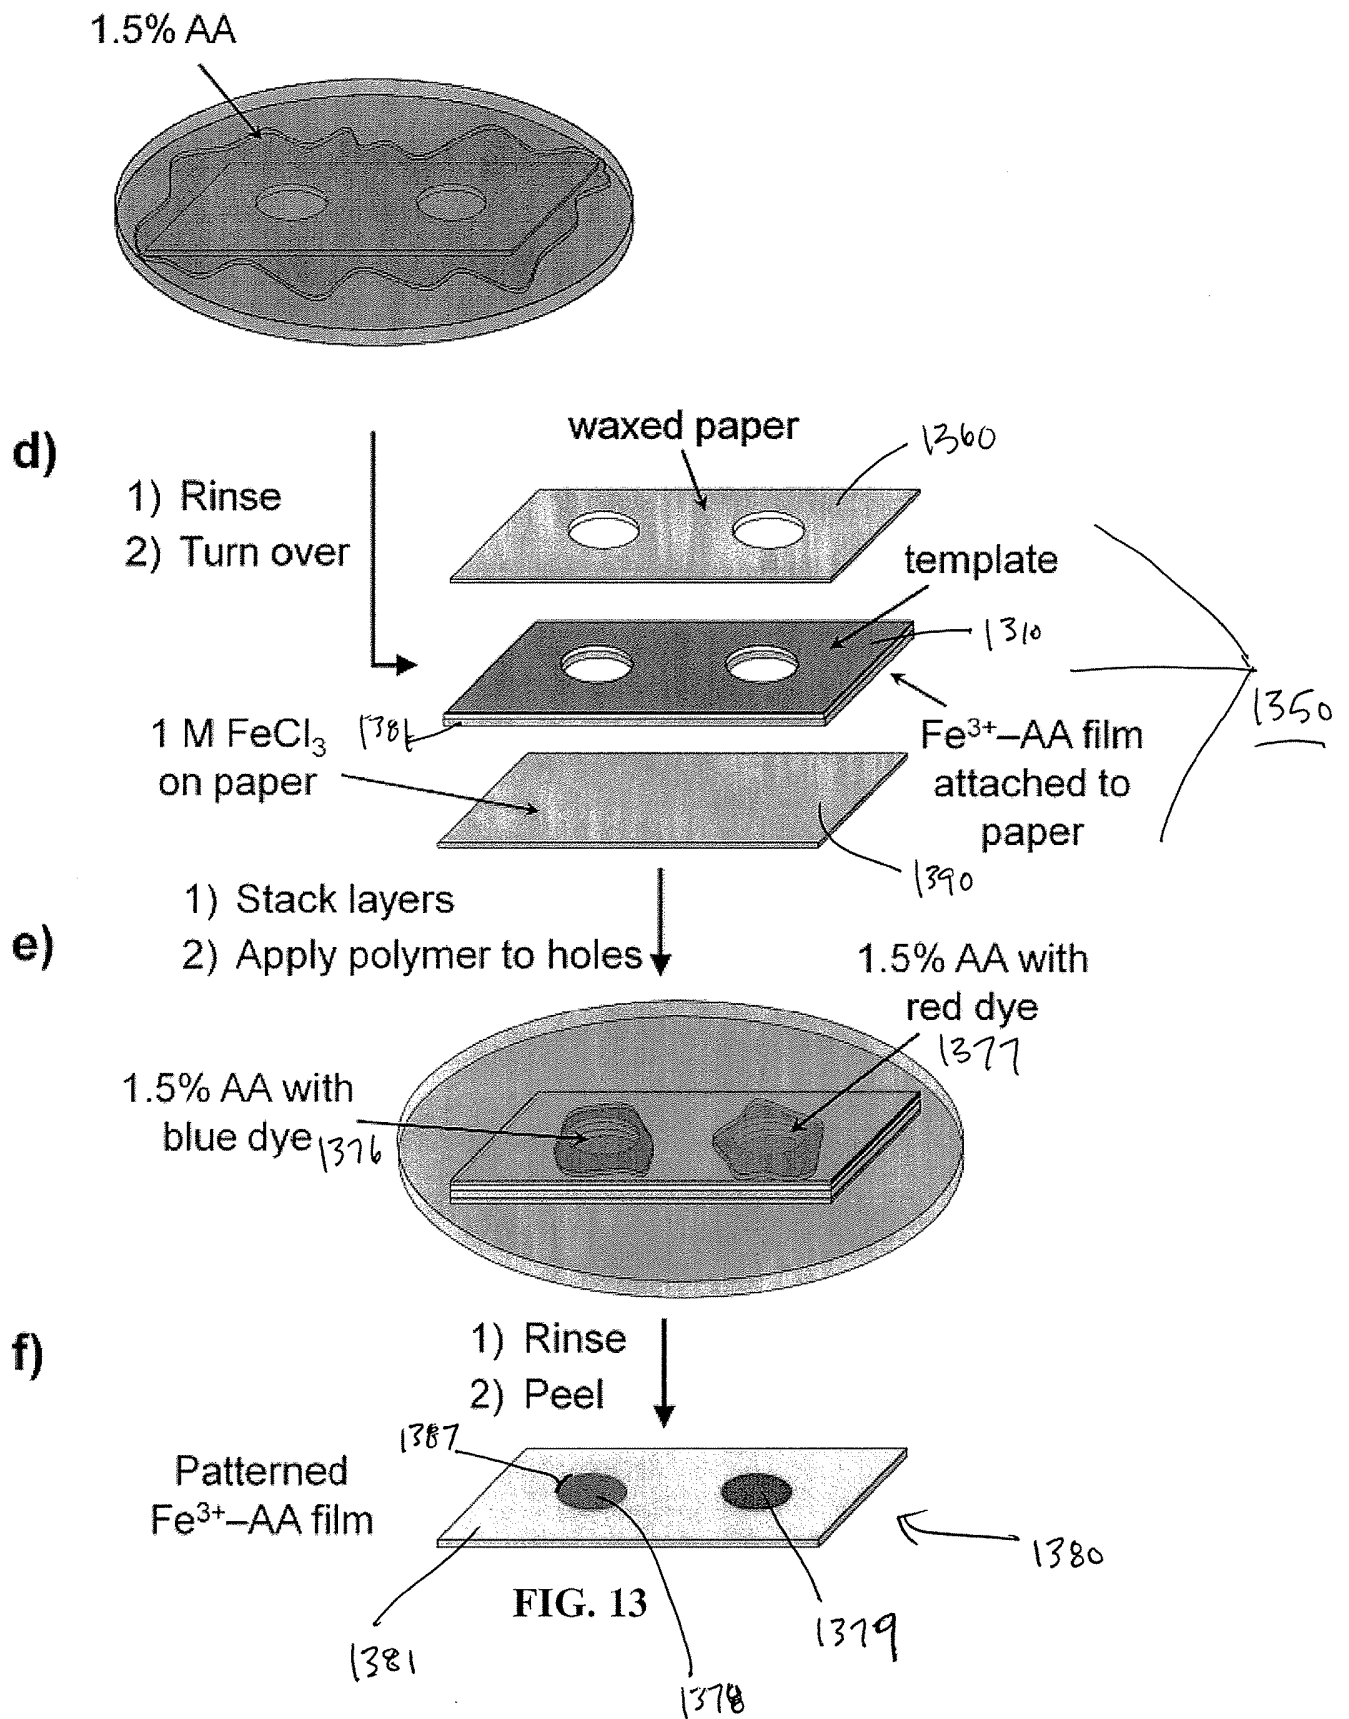 1.5% AA
d)
1) Rinse
2) Turn over
waxed paper
1360
template
1310
1350
1 M FeCl3
on paper
1381
Fe3+–AA film
attached to
paper
1390
e)
1) Stack layers
2) Apply polymer to holes
1.5% AA with
red dye
1377
1.5% AA with
blue dye
1376
f)
1) Rinse
2) Peel
1387
Patterned
Fe3+–AA film
1380
FIG. 13
1379
1381
1378